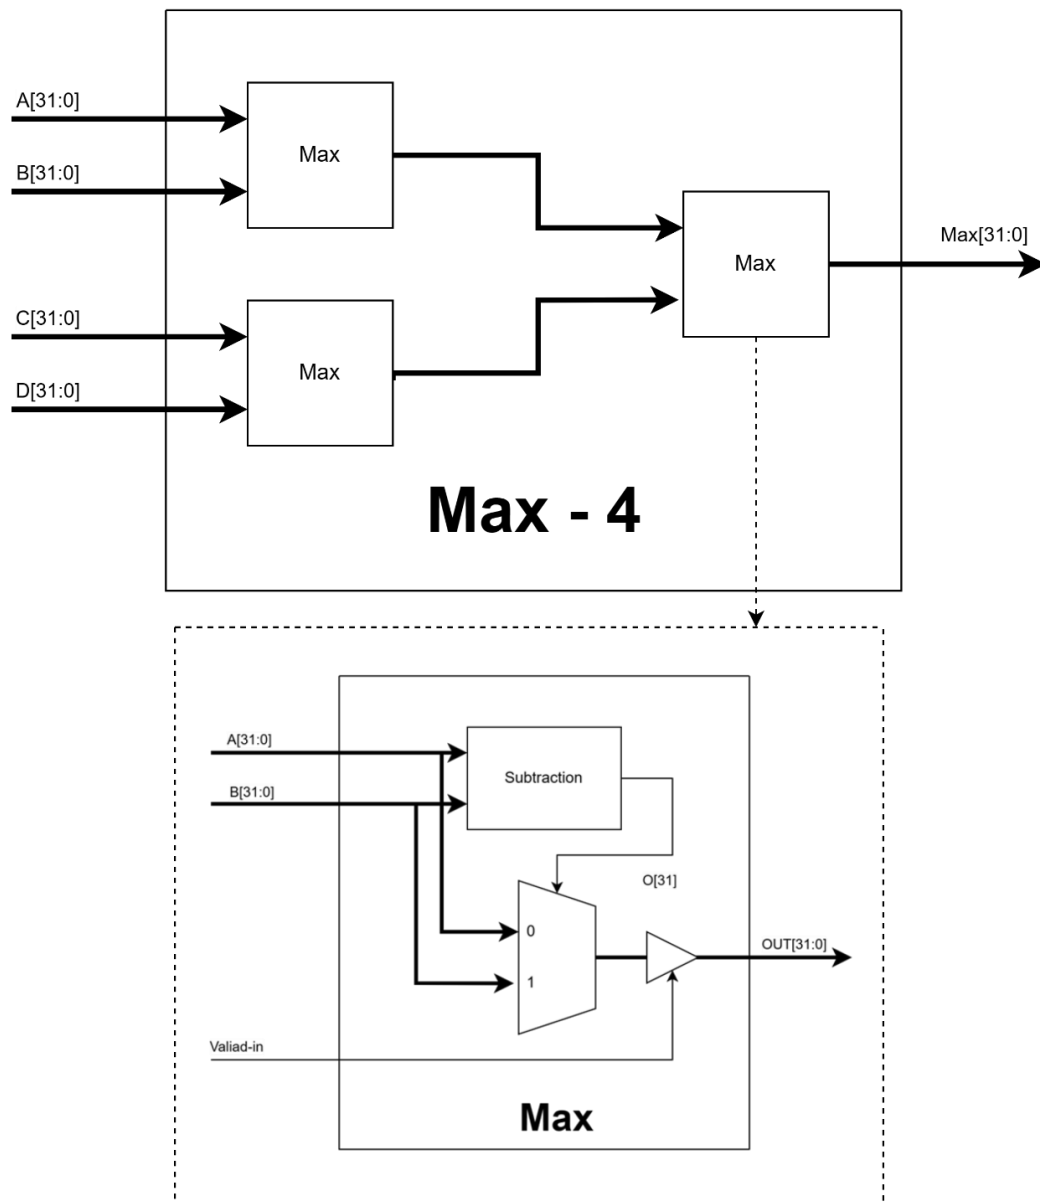 A[31:0]
Max
B[31:0]
Max[31:0]
Max
C[31:0]
Max
D[31:0]
Max - 4
A[31:0]
Subtraction
B[31:0]
O[31]
0
OUT[31:0]
1
Valiad-in
Max